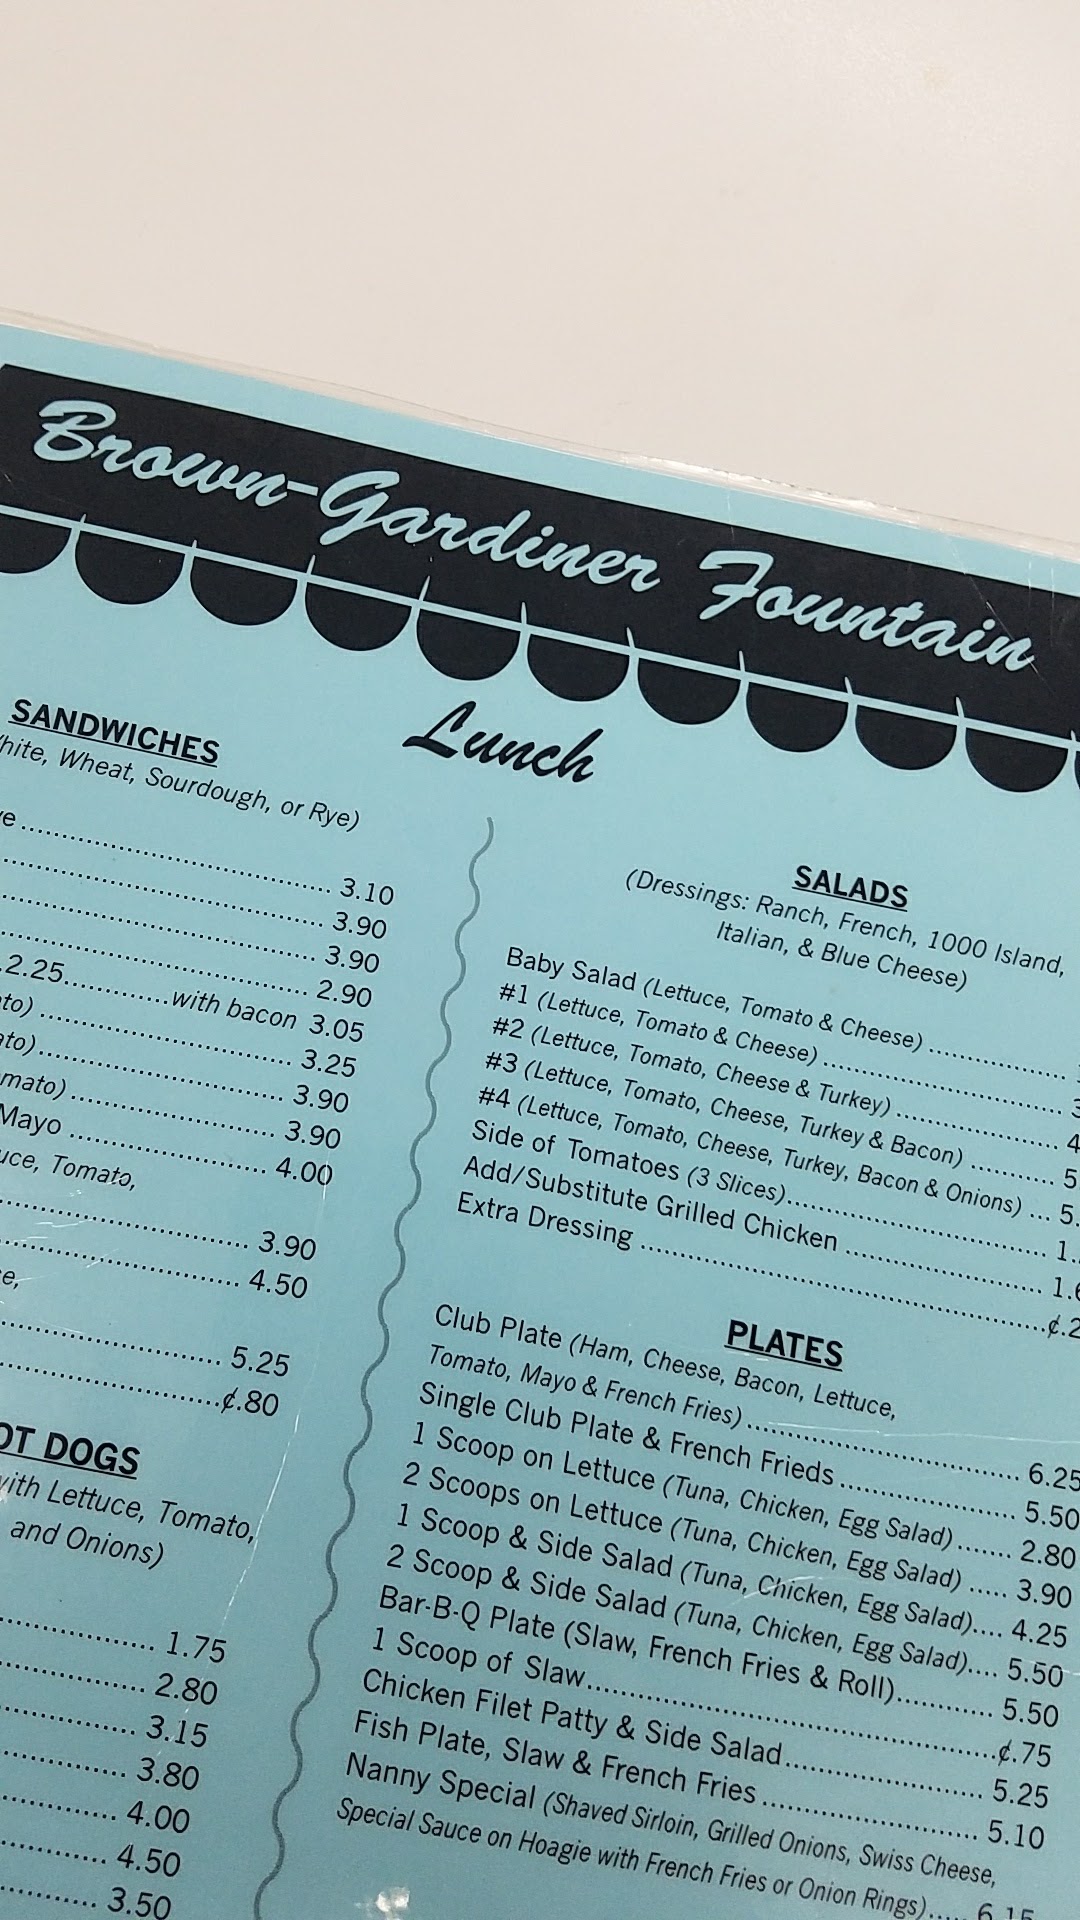 Brown-Gardiner Fountain
Lunch
SANDWICHES
Wheat, Sourdough, or Rye)
3.10
3.90
3.90
2.90
2.25 with bacon 3.05
3.25
3.90
3.90
Mayo 4.00
Tomato,
3.90
4.50
5.25
¢.80
DOGS
with Lettuce, Tomato,
and Onions)
1.75
2.80
3.15
3.80
4.00
4.50
3.50
SALADS
(Dressings: Ranch, French, 1000 Island,
Italian, & Blue Cheese)
Baby Salad (Lettuce, Tomato & Cheese)
#1 (Lettuce, Tomato & Cheese)
#2 (Lettuce, Tomato, Cheese & Turkey)
#3 (Lettuce, Tomato, Cheese, Turkey & Bacon)
#4 (Lettuce, Tomato, Cheese, Turkey, Bacon & Onions)
Side of Tomatoes (3 Slices)
Add/Substitute Grilled Chicken
Extra Dressing
PLATES
Club Plate (Ham, Cheese, Bacon, Lettuce,
Tomato, Mayo & French Fries) 6.25
Single Club Plate & French Frieds 5.50
1 Scoop on Lettuce (Tuna, Chicken, Egg Salad) 2.80
2 Scoops on Lettuce (Tuna, Chicken, Egg Salad) 3.90
1 Scoop & Side Salad (Tuna, Chicken, Egg Salad) 4.25
2 Scoop & Side Salad (Tuna, Chicken, Egg Salad) 5.50
Bar-B-Q Plate (Slaw, French Fries & Roll) 5.50
1 Scoop of Slaw ¢.75
Chicken Filet Patty & Side Salad 5.25
Fish Plate, Slaw & French Fries 5.10
Nanny Special (Shaved Sirloin, Grilled Onions, Swiss Cheese,
Special Sauce on Hoagie with French Fries or Onion Rings) 6.15